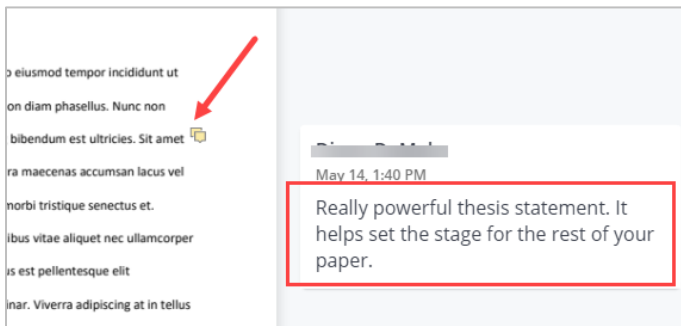 o eiusmod tempor incididunt ut
on diam phasellus. Nunc non
bibendum est ultricies. Sit amet
ra maecenas accumsan lacus vel
morbi tristique senectus et.
ibus vitae aliquet nec ullamcorper
us est pellentesque elit
inar. Viverra adipiscing at in tellus
May 14, 1:40 PM
Really powerful thesis statement. It
helps set the stage for the rest of your
paper.